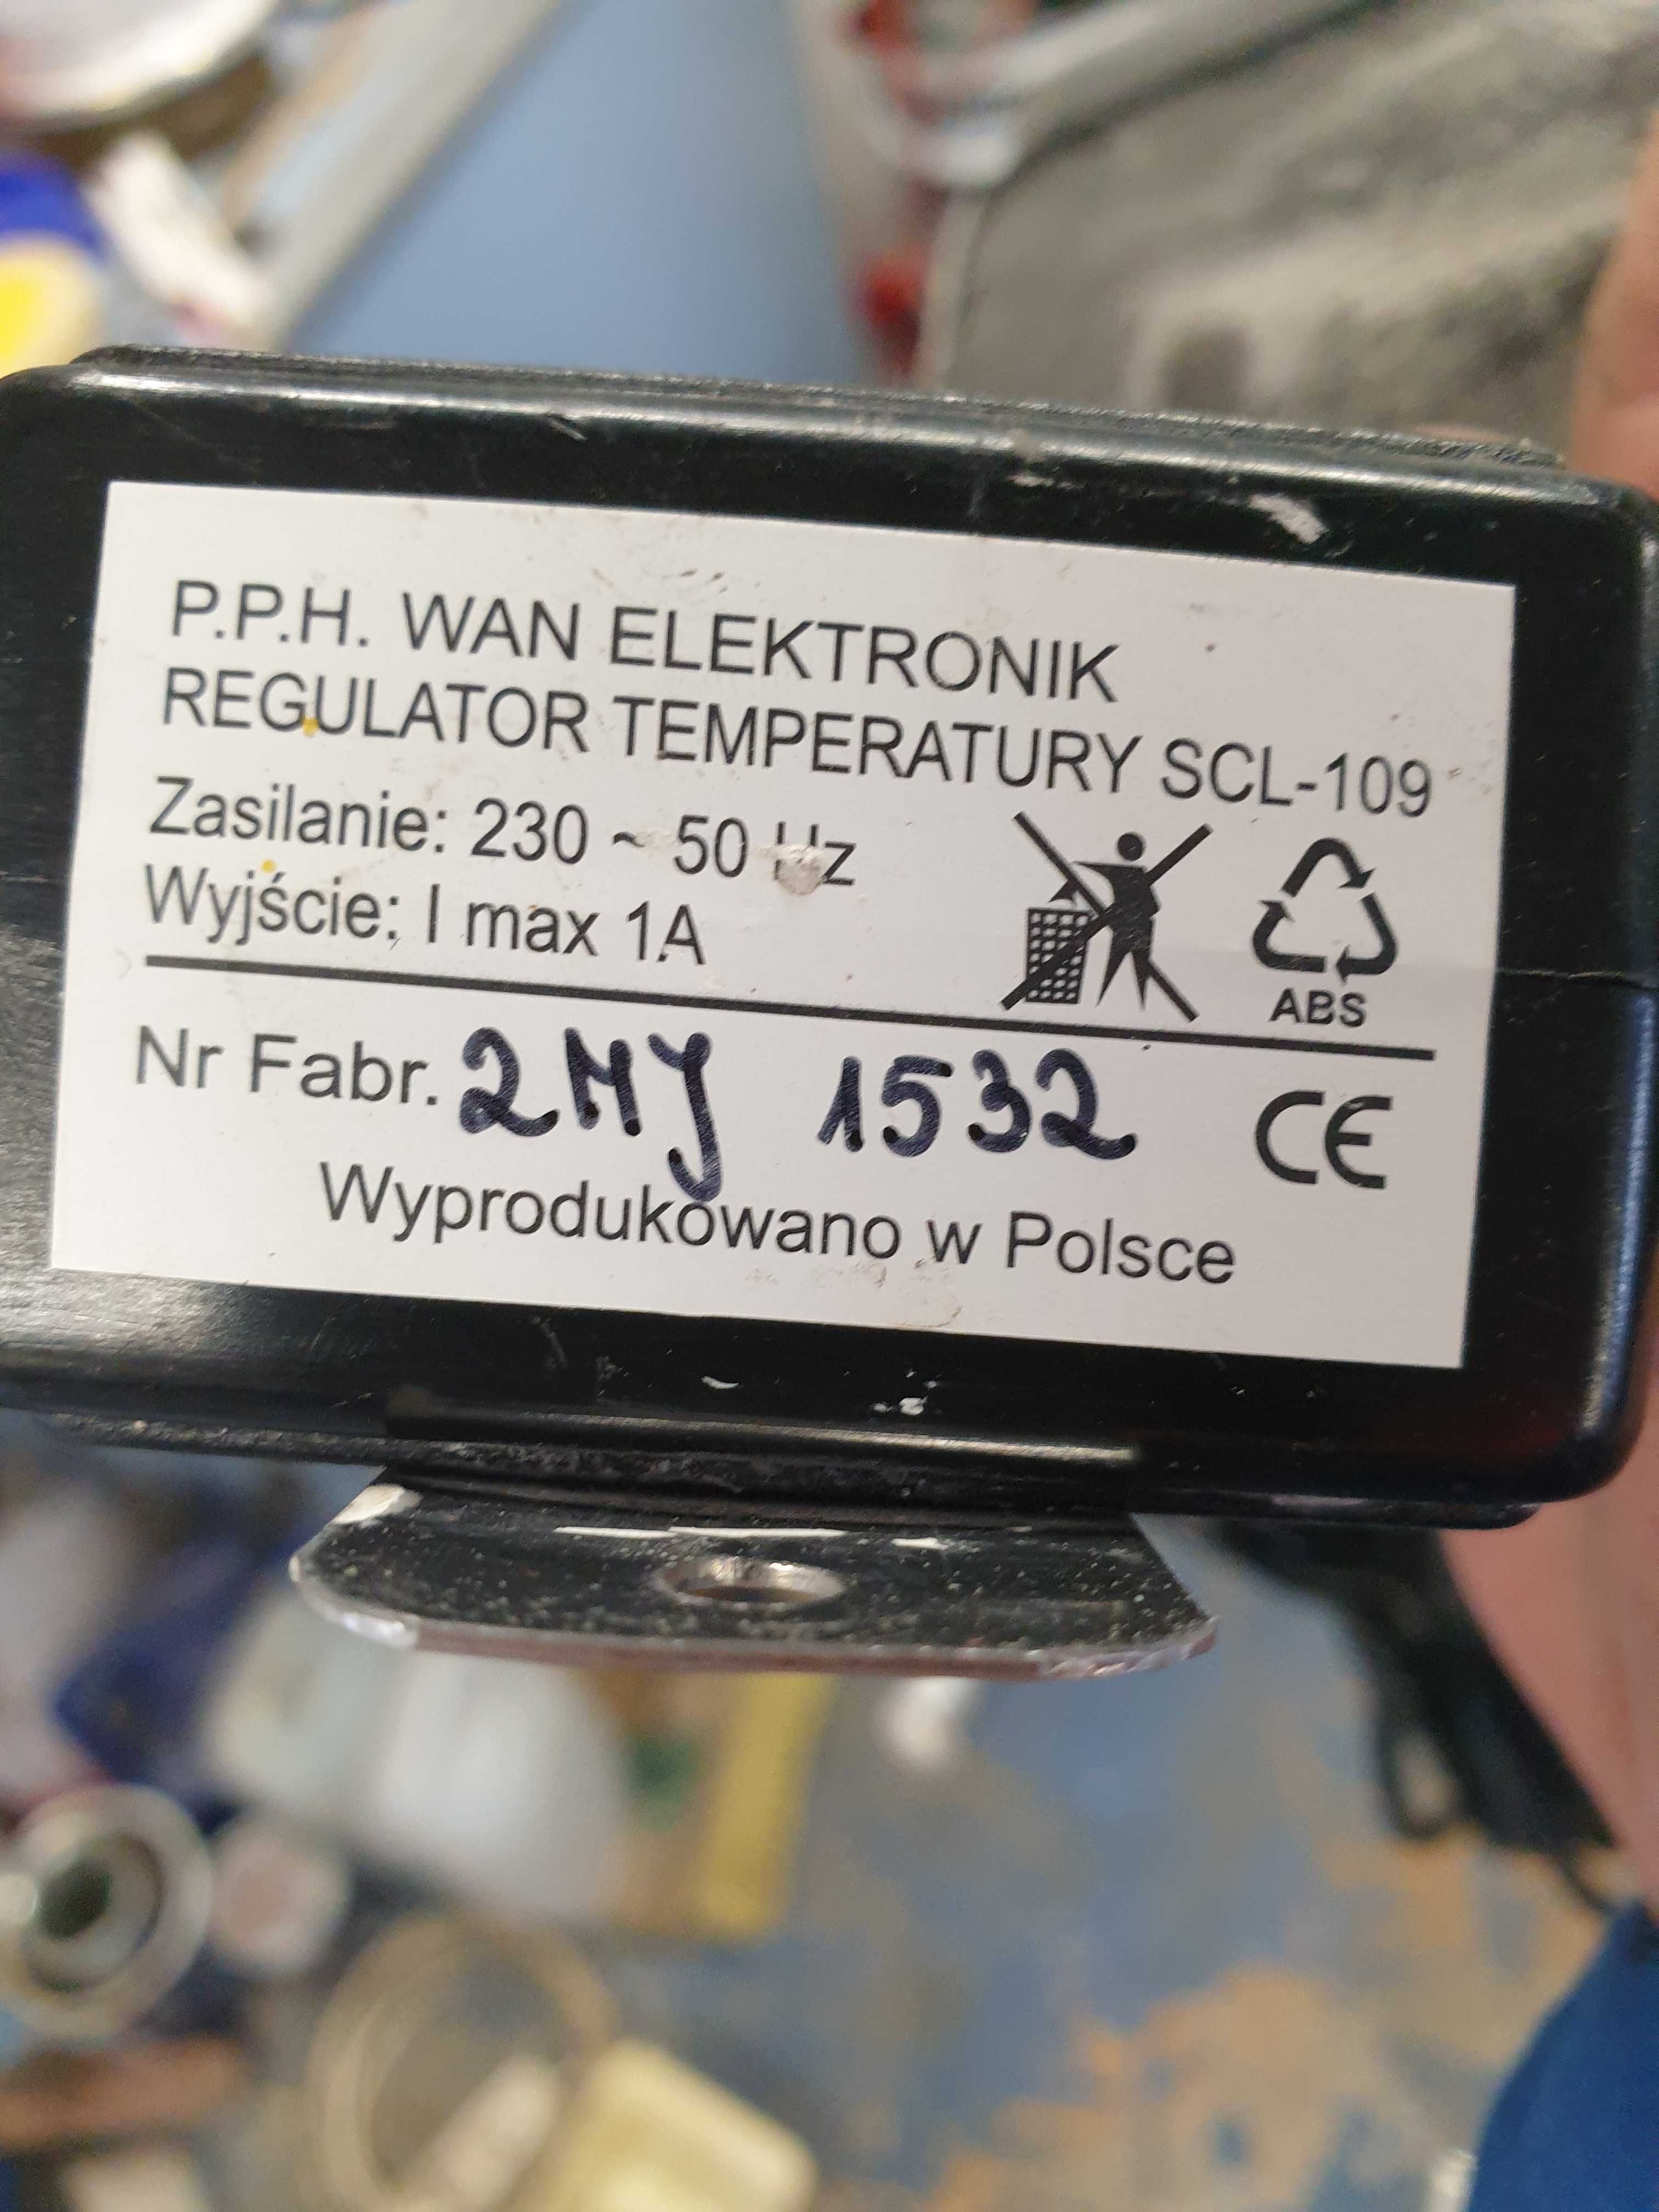 P.P.H. WAN ELEKTRONIK
REGULATOR TEMPERATURY SCL-109
Zasilanie: 230 ~ 50 Hz
Wyjście: I max 1A
ABS
Nr Fabr. 2MY 1532 CE
Wyprodukowano w Polsce